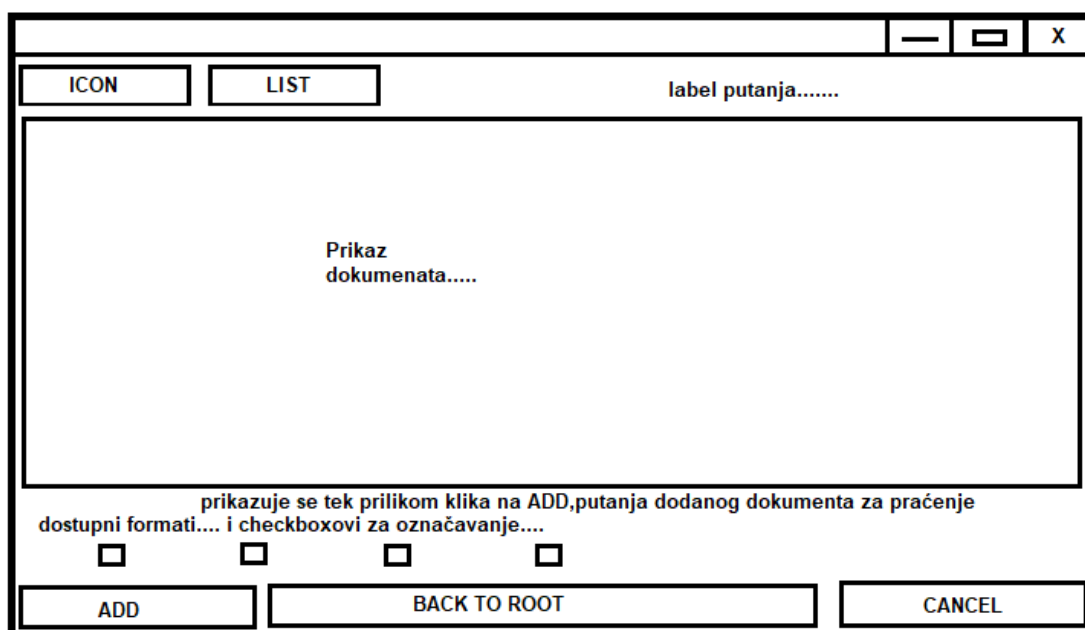 X
ICON
LIST
label putanja.......
Prikaz
dokumenata.....
prikazuje se tek prilikom klika na ADD,putanja dodanog dokumenta za praćenje
dostupni formati.... i checkboxovi za označavanje....
ADD
BACK TO ROOT
CANCEL